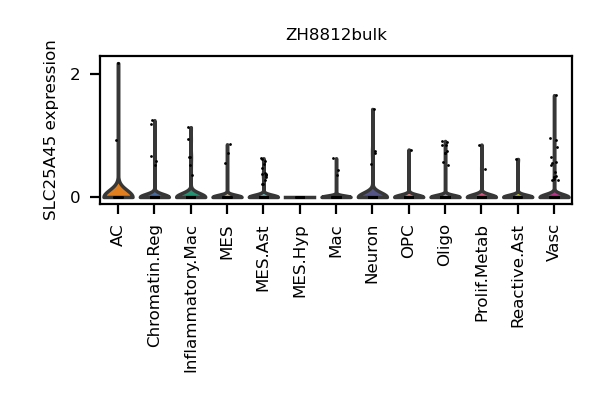 ZH8812bulk
SLC25A45 expression
2
0
AC
Chromatin.Reg
Inflammatory.Mac
MES
MES.Ast
MES.Hyp
Mac
Neuron
OPC
Oligo
Prolif.Metab
Reactive.Ast
Vasc